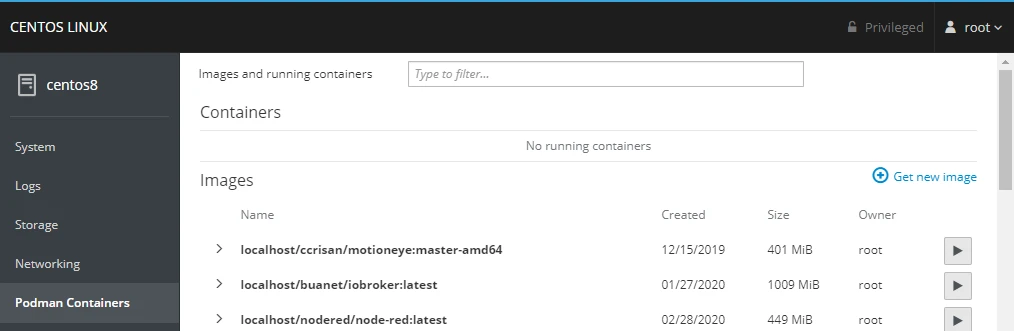 CENTOS LINUX
Privileged
root
centos8
System
Logs
Storage
Networking
Podman Containers
Images and running containers
Type to filter...
Containers
No running containers
Images
Get new image
Name Created Size Owner
localhost/ccrisan/motioneye:master-amd64 12/15/2019 401 MiB root
localhost/buanet/iobroker:latest 01/27/2020 1009 MiB root
localhost/nodered/node-red:latest 02/28/2020 449 MiB root